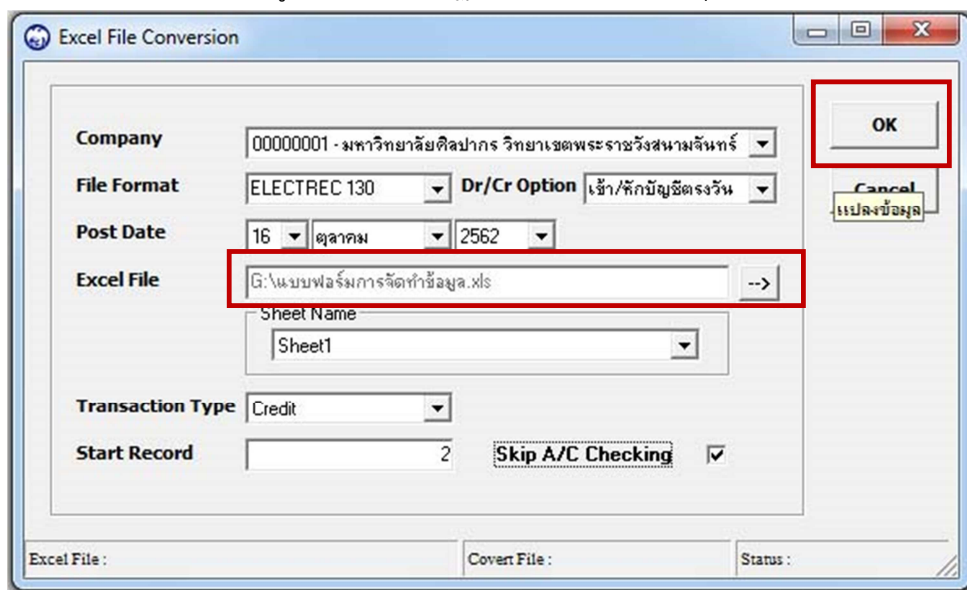 Excel File Conversion
Company
00000001 - มหาวิทยาลัยศิลปากร วิทยาเขตพระราชวังสนามจันทร์
OK
File Format
ELECTREC 130
Dr/Cr Option
เข้า/หักบัญชีตรงวัน
Cancel
แปลงข้อมูล
Post Date
16
ตุลาคม
2562
Excel File
G:\แบบฟอร์มการจัดทำข้อมูล.xls
-->
Sheet Name
Sheet1
Transaction Type
Credit
Start Record
2
Skip A/C Checking
Excel File :
Covert File :
Status :